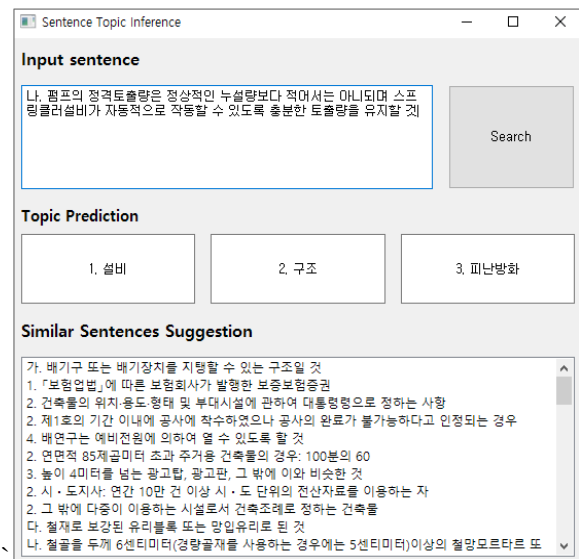 Sentence Topic Inference
Input sentence
나. 펌프의 정격토출량은 정상적인 누설량보다 적어서는 아니되며 스프
링클러설비가 자동적으로 작동할 수 있도록 충분한 토출량을 유지할 것
Search
Topic Prediction
1. 설비
2. 구조
3. 피난방화
Similar Sentences Suggestion
가. 배기구 또는 배기장치를 지탱할 수 있는 구조일 것
1. 「보험업법」에 따른 보험회사가 발행한 보증보험증권
2. 건축물의 위치·용도·형태 및 부대시설에 관하여 대통령령으로 정하는 사항
2. 제1호의 기간 이내에 공사에 착수하였으나 공사의 완료가 불가능하다고 인정되는 경우
4. 배연구는 예비전원에 의하여 열 수 있도록 할 것
2. 연면적 85제곱미터 초과 주거용 건축물의 경우: 100분의 60
3. 높이 4미터를 넘는 광고탑, 광고판, 그 밖에 이와 비슷한 것
2. 시ㆍ도지사: 연간 10만 건 이상 시ㆍ도 단위의 전산자료를 이용하는 자
2. 그 밖에 다중이 이용하는 시설로서 건축조례로 정하는 건축물
다. 철재로 보강된 유리블록 또는 망입유리로 된 것
나. 철골을 두께 6센티미터(경량골재를 사용하는 경우에는 5센티미터)이상의 철망모르타르 또